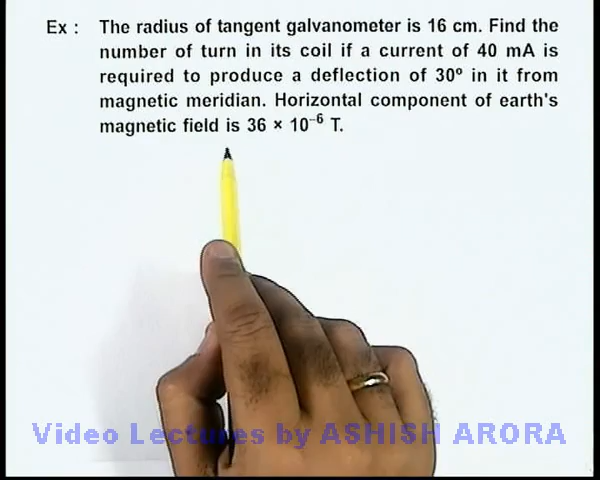 Ex : The radius of tangent galvanometer is 16 cm. Find the
number of turn in its coil if a current of 40 mA is
required to produce a deflection of 30º in it from
magnetic meridian. Horizontal component of earth's
magnetic field is 36 × 10⁻⁶ T.
Video Lectures by ASHISH ARORA